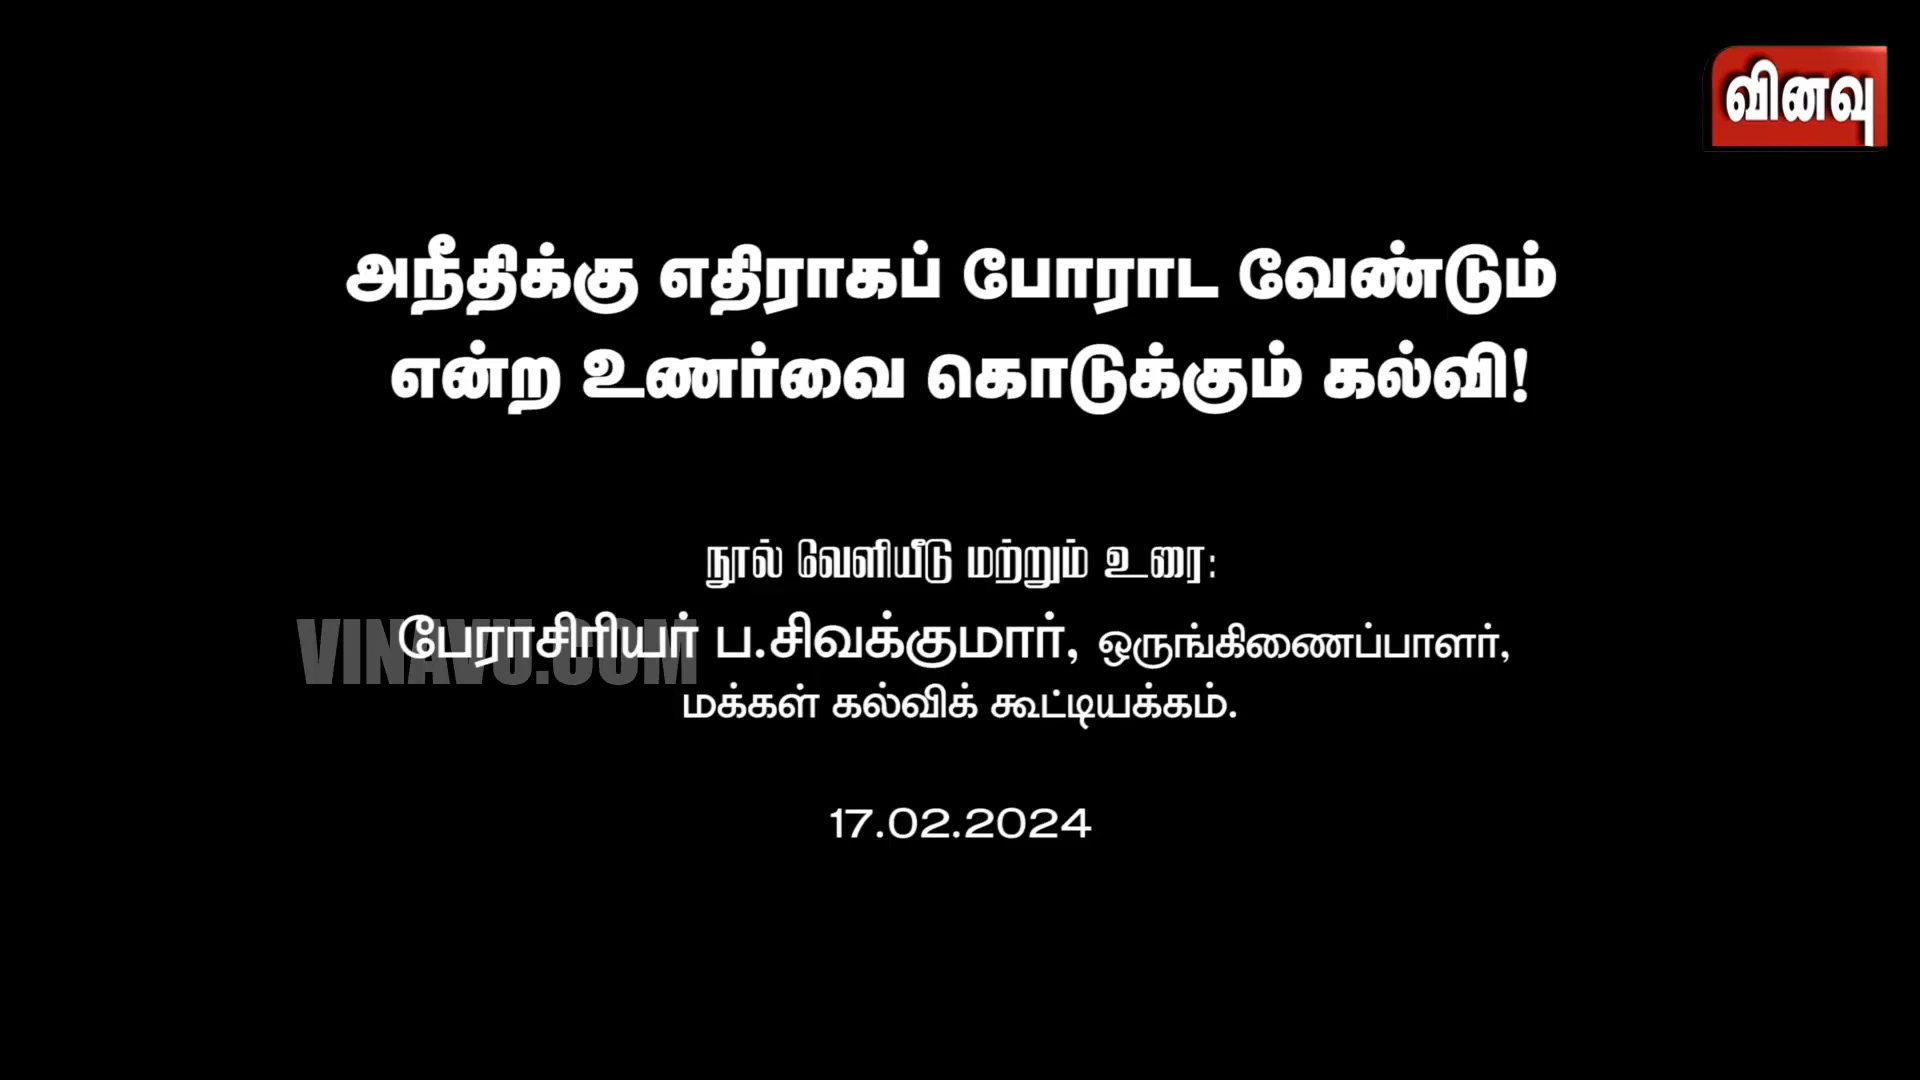 வினவு
அநீதிக்கு எதிராகப் போராட வேண்டும்
என்ற உணர்வை கொடுக்கும் கல்வி!
நூல் வேளியீடு மற்றும் உரை:
பேராசிரியர் ப.சிவக்குமார், ஒருங்கிணைப்பாளர்,
VINAVU.COM
மக்கள் கல்விக் கூட்டியக்கம்.
17.02.2024